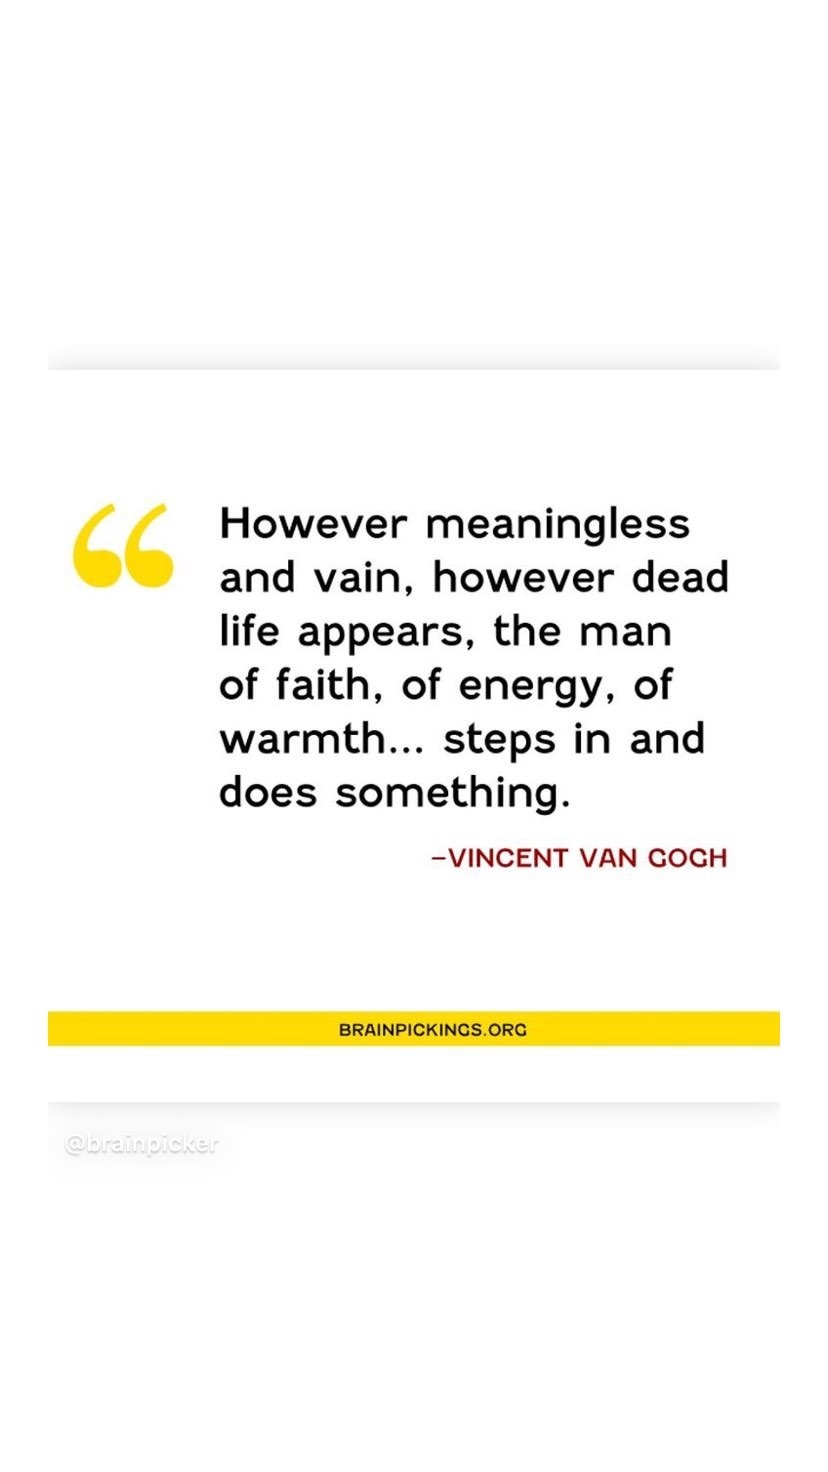 “
However meaningless
and vain, however dead
life appears, the man
of faith, of energy, of
warmth... steps in and
does something.
–VINCENT VAN GOGH
BRAINPICKINGS.ORG
@brainpicker